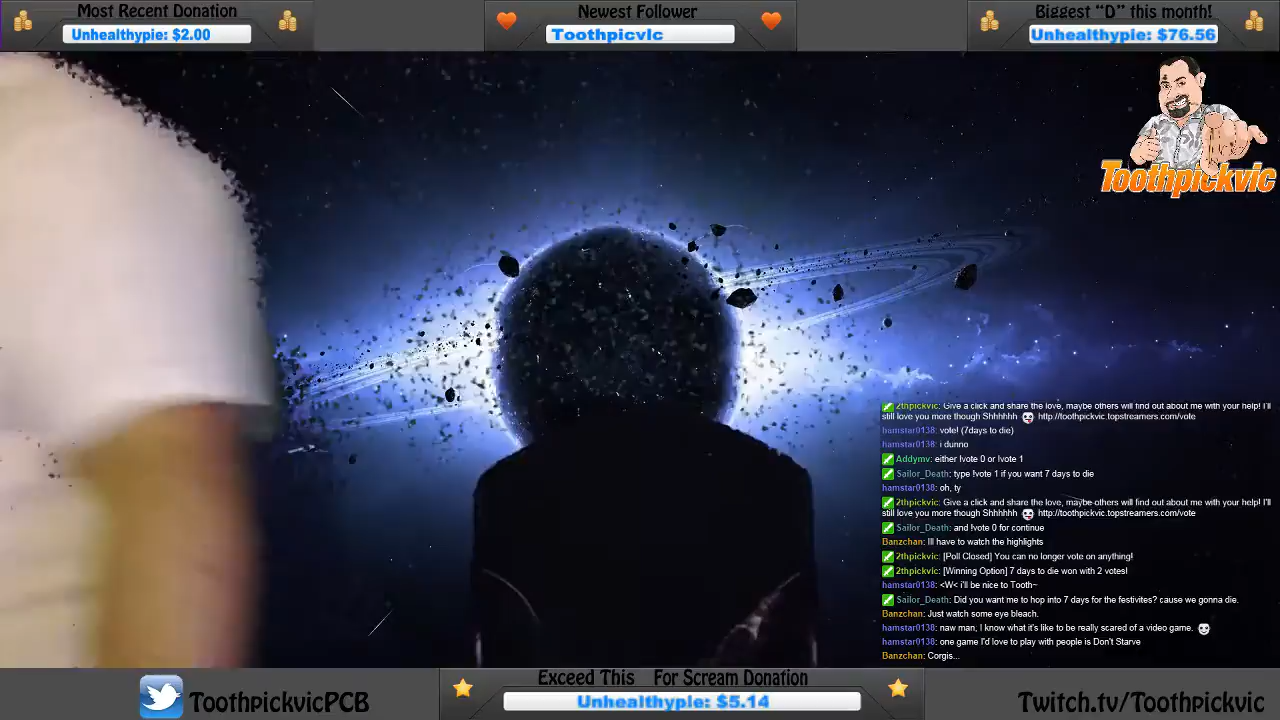 Most Recent Donation
Unhealthypie: $2.00
Newest Follower
Toothpicvlc
Biggest "D" this month!
Unhealthypie: $76.56
Toothpickvic
2thpickvic: Give a click and share the love, maybe others will find out about me with your help! I'll
still love you more though Shhhhhh http://toothpickvic.topstreamers.com/vote
hamstar0138: vote! (7days to die)
hamstar0138: i dunno
Addymv: either !vote 0 or !vote 1
Sailor_Death: type !vote 1 if you want 7 days to die
hamstar0138: oh, ty
2thpickvic: Give a click and share the love, maybe others will find out about me with your help! I'll
still love you more though Shhhhhh http://toothpickvic.topstreamers.com/vote
Sailor_Death: and !vote 0 for continue
Banzchan: Ill have to watch the highlights
2thpickvic: [Poll Closed] You can no longer vote on anything!
2thpickvic: [Winning Option] 7 days to die won with 2 votes!
hamstar0138: <W< i'll be nice to Tooth~
Sailor_Death: Did you want me to hop into 7 days for the festivites? cause we gonna die.
Banzchan: Just watch some eye bleach.
hamstar0138: naw man, I know what it's like to be really scared of a video game.
hamstar0138: one game I'd love to play with people is Don't Starve
Banzchan: Corgis...
Exceed This For Scream Donation
Unhealthypie: $5.14
ToothpickvicPCB
Twitch.tv/Toothpickvic